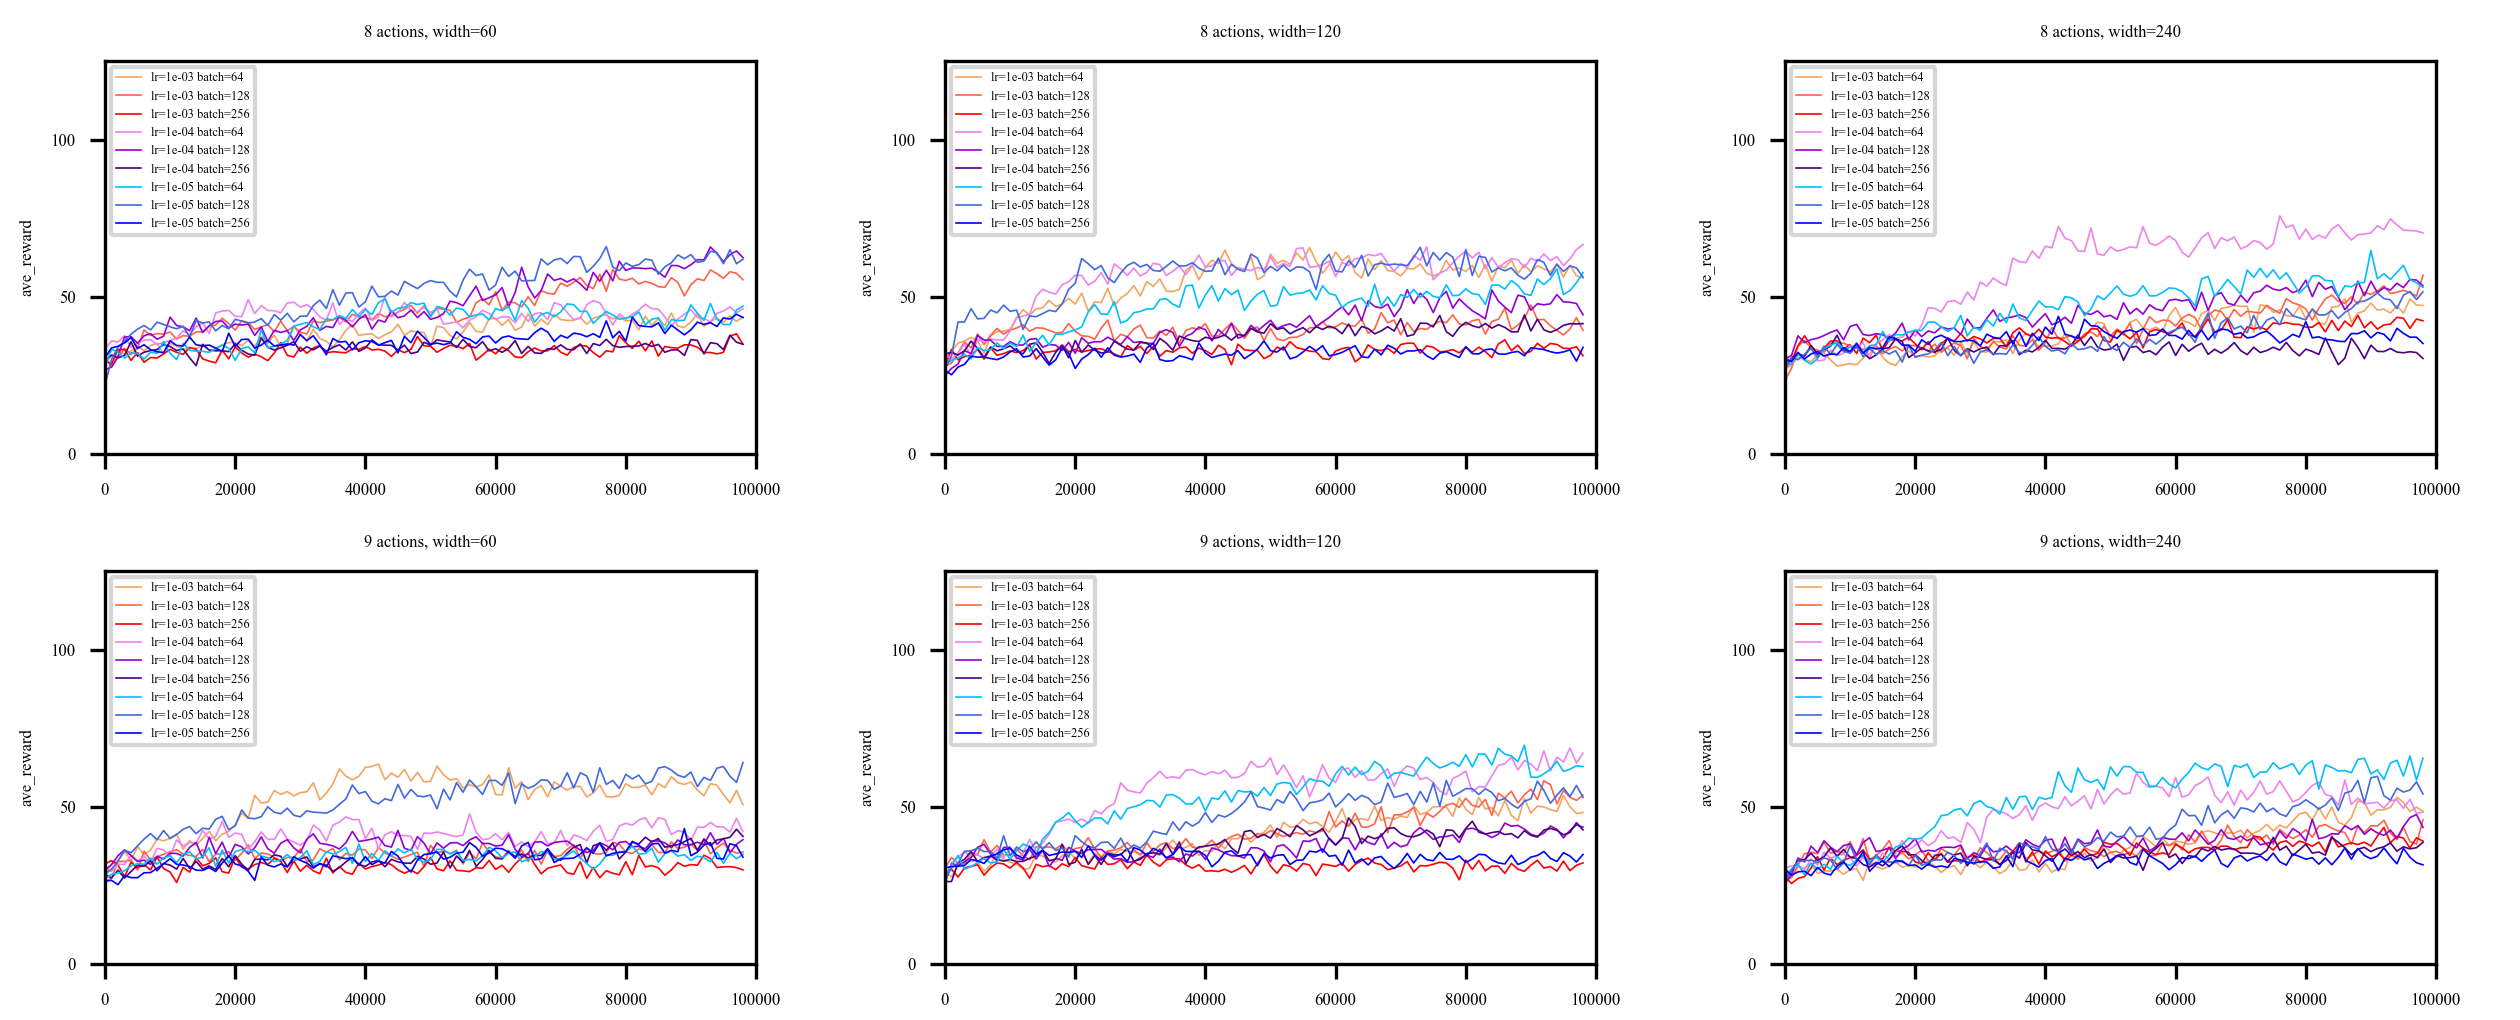 8 actions, width=60
lr=1e-03 batch=64
lr=1e-03 batch=128
lr=1e-03 batch=256
lr=1e-04 batch=64
lr=1e-04 batch=128
lr=1e-04 batch=256
lr=1e-05 batch=64
lr=1e-05 batch=128
lr=1e-05 batch=256
ave_reward
100
50
0
0 20000 40000 60000 80000 100000
8 actions, width=120
lr=1e-03 batch=64
lr=1e-03 batch=128
lr=1e-03 batch=256
lr=1e-04 batch=64
lr=1e-04 batch=128
lr=1e-04 batch=256
lr=1e-05 batch=64
lr=1e-05 batch=128
lr=1e-05 batch=256
ave_reward
100
50
0
0 20000 40000 60000 80000 100000
8 actions, width=240
lr=1e-03 batch=64
lr=1e-03 batch=128
lr=1e-03 batch=256
lr=1e-04 batch=64
lr=1e-04 batch=128
lr=1e-04 batch=256
lr=1e-05 batch=64
lr=1e-05 batch=128
lr=1e-05 batch=256
ave_reward
100
50
0
0 20000 40000 60000 80000 100000
9 actions, width=60
lr=1e-03 batch=64
lr=1e-03 batch=128
lr=1e-03 batch=256
lr=1e-04 batch=64
lr=1e-04 batch=128
lr=1e-04 batch=256
lr=1e-05 batch=64
lr=1e-05 batch=128
lr=1e-05 batch=256
ave_reward
100
50
0
0 20000 40000 60000 80000 100000
9 actions, width=120
lr=1e-03 batch=64
lr=1e-03 batch=128
lr=1e-03 batch=256
lr=1e-04 batch=64
lr=1e-04 batch=128
lr=1e-04 batch=256
lr=1e-05 batch=64
lr=1e-05 batch=128
lr=1e-05 batch=256
ave_reward
100
50
0
0 20000 40000 60000 80000 100000
9 actions, width=240
lr=1e-03 batch=64
lr=1e-03 batch=128
lr=1e-03 batch=256
lr=1e-04 batch=64
lr=1e-04 batch=128
lr=1e-04 batch=256
lr=1e-05 batch=64
lr=1e-05 batch=128
lr=1e-05 batch=256
ave_reward
100
50
0
0 20000 40000 60000 80000 100000